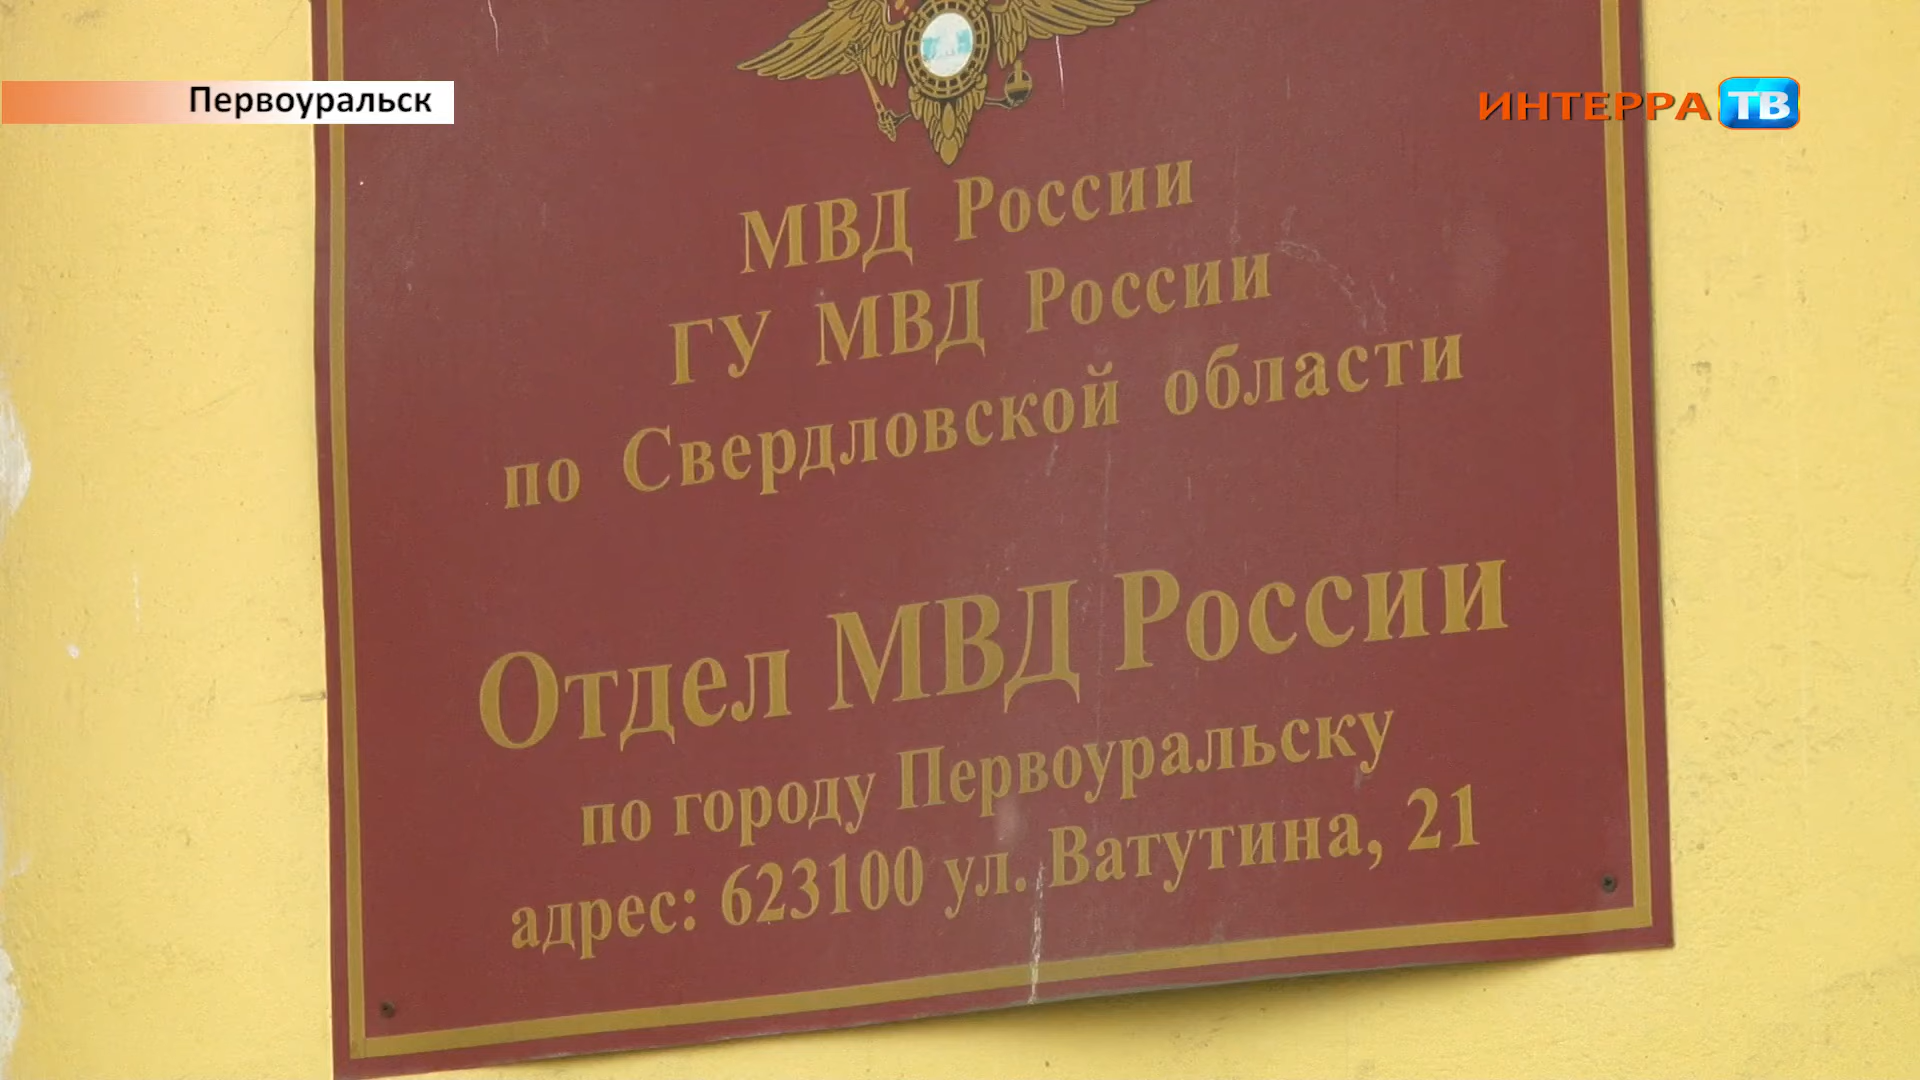 Первоуральск
ИНТЕРРА ТВ
МВД России
ГУ МВД России
по Свердловской области
Отдел МВД России
по городу Первоуральску
адрес: 623100 ул. Ватутина, 21